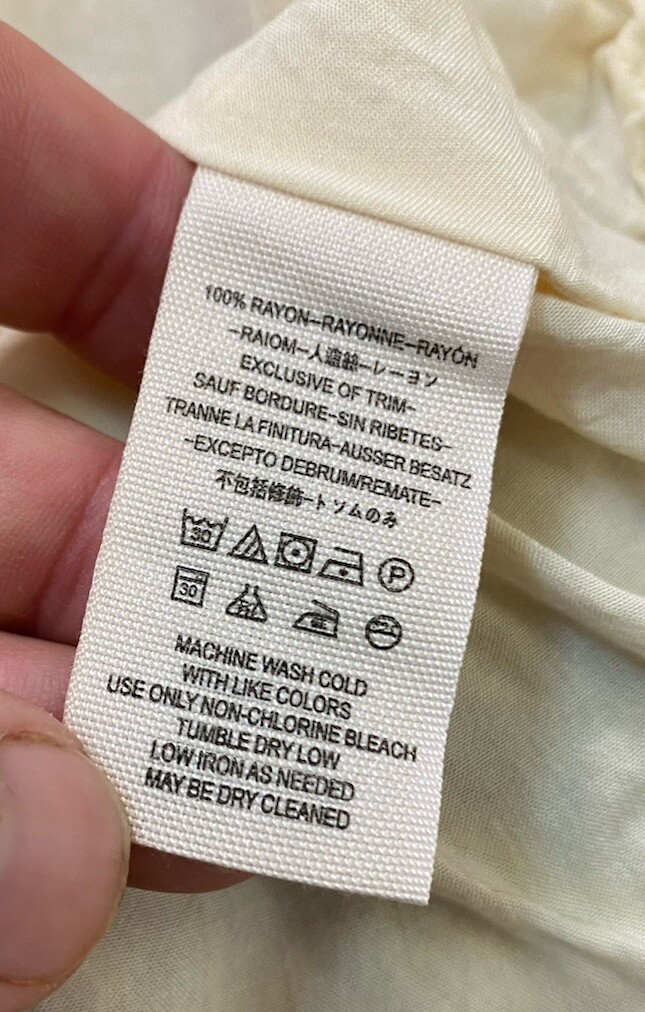 100% RAYON-RAYONNE-RAYÓN
-RAIOM-人造絲-レーヨン
EXCLUSIVE OF TRIM-
SAUF BORDURE-SIN RIBETES-
TRANNE LA FINITURA-AUSSER BESATZ
-EXCEPTO DEBRUM/REMATE-
不包括修飾-トソムのみ
30 P
30
MACHINE WASH COLD
WITH LIKE COLORS
USE ONLY NON-CHLORINE BLEACH
TUMBLE DRY LOW
LOW IRON AS NEEDED
MAY BE DRY CLEANED